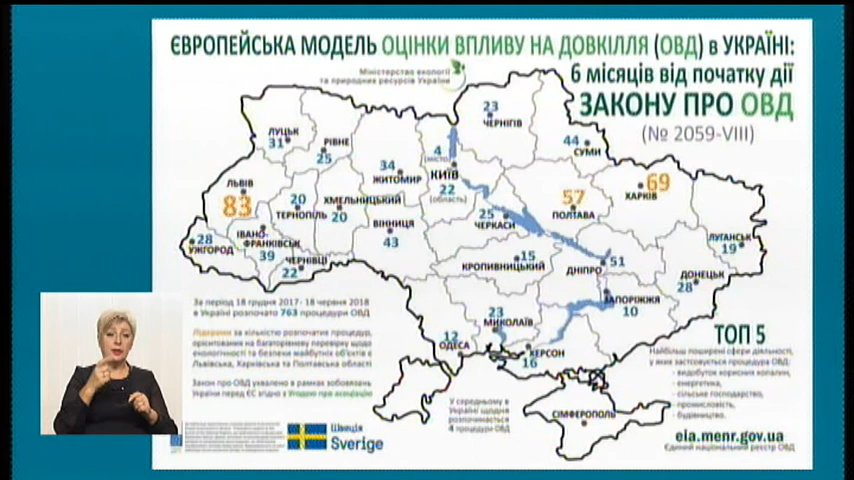 ЄВРОПЕЙСЬКА МОДЕЛЬ ОЦІНКИ ВПЛИВУ НА ДОВКІЛЛЯ (ОВД) в УКРАЇНІ:
6 місяців від початку дії
ЗАКОНУ ПРО ОВД
(№ 2059-VIII)
Міністерство екології
та природних ресурсів України
23
ЧЕРНІГІВ
ЛУЦЬК
31
РІВНЕ
25
34
ЖИТОМИР
4 (місто)
КИЇВ
22
(область)
44
СУМИ
ЛЬВІВ
83
20
ТЕРНОПІЛЬ
ХМЕЛЬНИЦЬКИЙ
20
ВІННИЦЯ
43
25
ЧЕРКАСИ
57
ПОЛТАВА
69
ХАРКІВ
28
УЖГОРОД
ІВАНО-
ФРАНКІВСЬК
39
ЧЕРНІВЦІ
22
15
КРОПИВНИЦЬКИЙ
ДНІПРО
51
ЛУГАНСЬК
19
ДОНЕЦЬК
28
ЗАПОРІЖЖЯ
10
23
МИКОЛАЇВ
12
ОДЕСА
ХЕРСОН
16
СІМФЕРОПОЛЬ
За період 18 грудня 2017- 18 червня 2018
в Україні розпочато 763 процедури ОВД
Лідерами за кількістю розпочатих процедур,
орієнтованих на багаторівневу перевірку щодо
екологічності та безпеки майбутніх об'єктів є
Львівська, Харківська та Полтавська області
Закон про ОВД ухвалено в рамках зобовязань
України перед ЄС згідно з Угодою про асоціацію
Швеція
Sverige
У середньому в
Україні щодня
розпочинається
4 процедури ОВД
ТОП 5
Найбільш поширені сфери діяльності,
у яких застосовується процедура ОВД:
- видобуток корисних копалин,
- енергетика,
- сільське господарство,
- промисловість,
- будівництво.
ela.menr.gov.ua
Єдиний національний реєстр ОВД